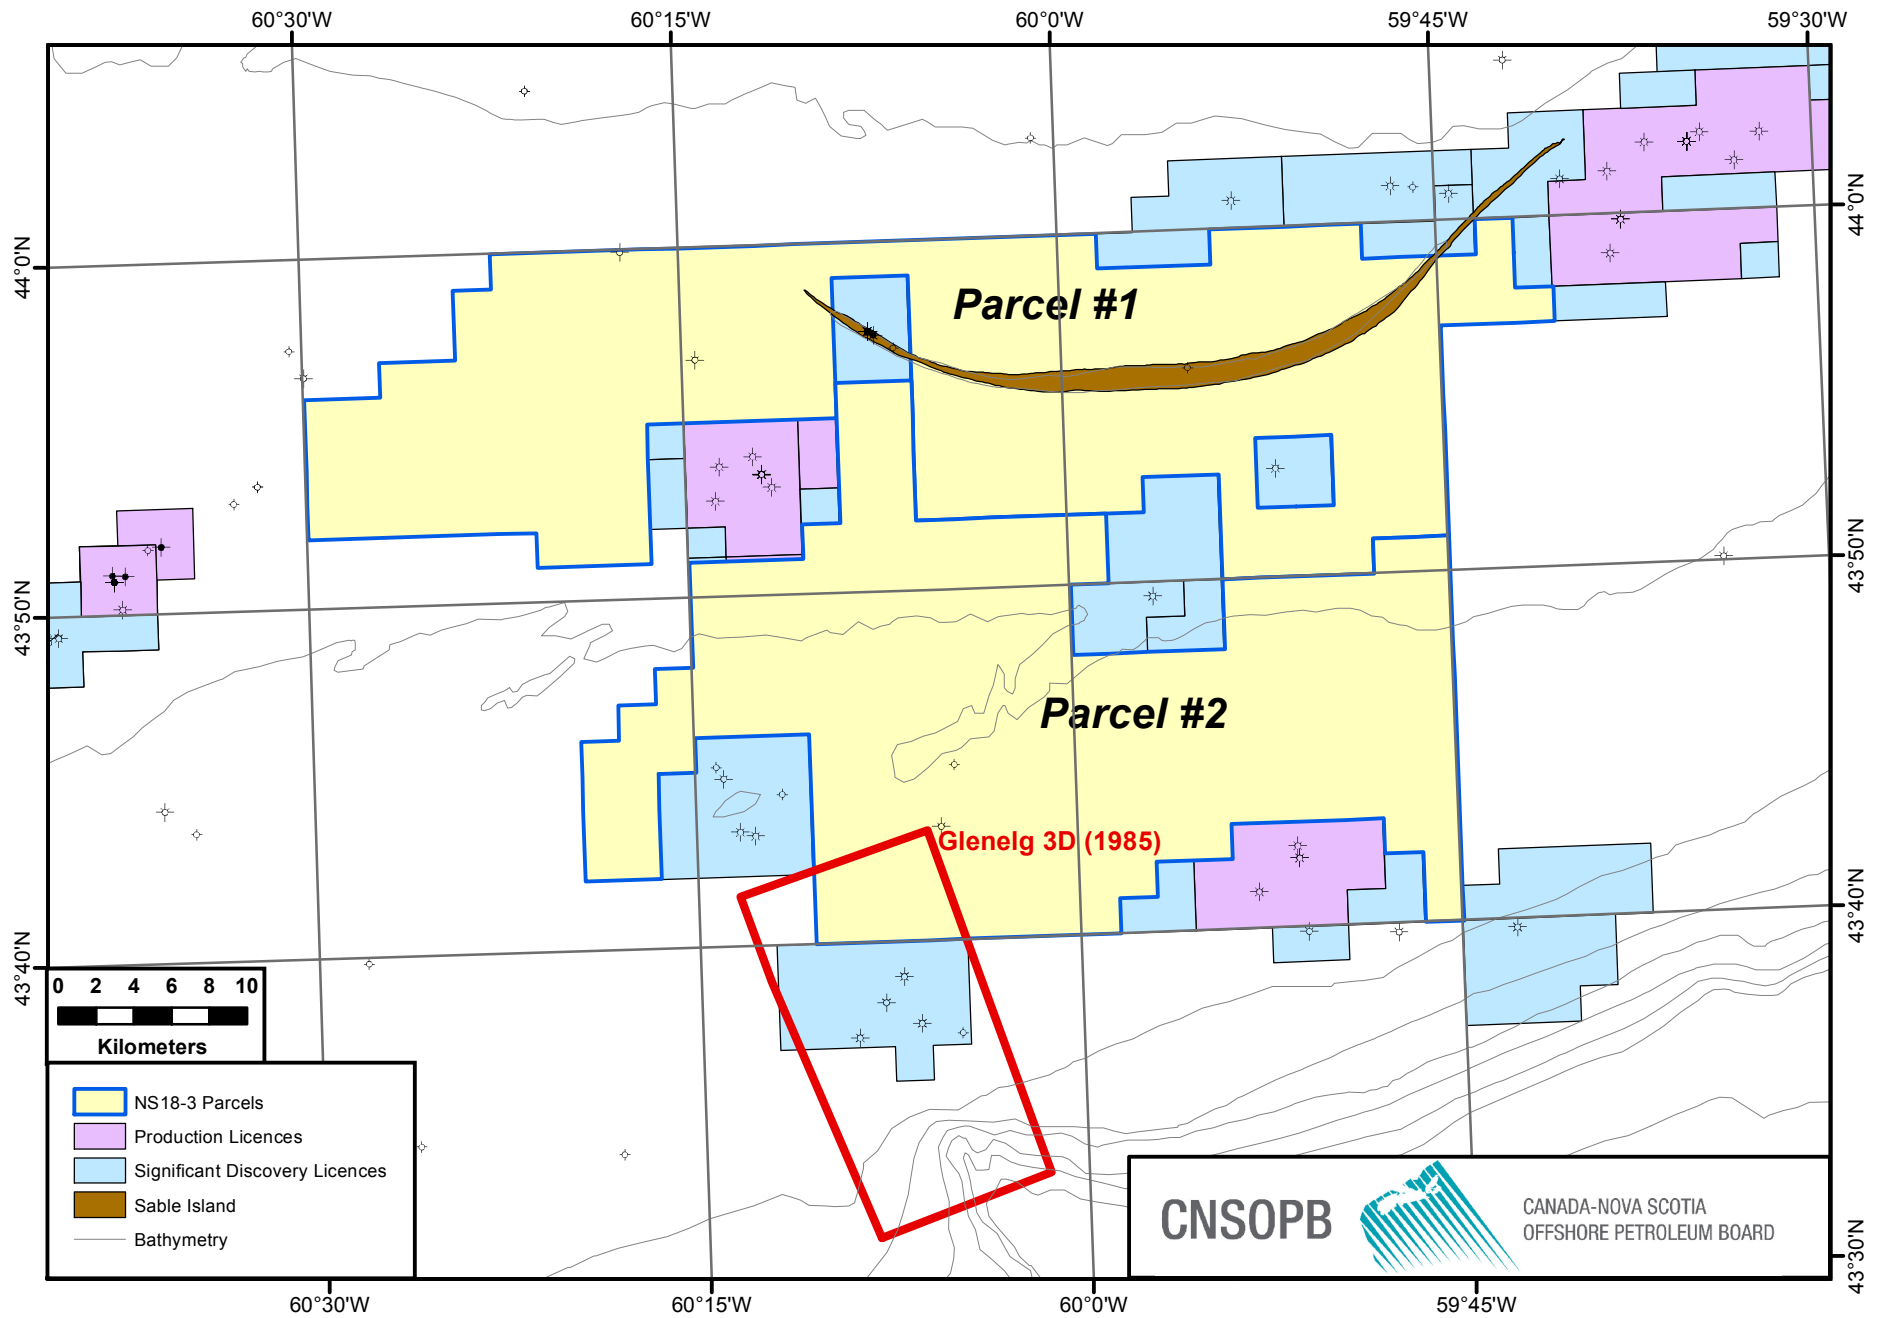 60°30'W 60°15'W 60°0'W 59°45'W 59°30'W
44°0'N
44°0'N
Parcel #1
43°50'N
43°50'N
Parcel #2
Glenelg 3D (1985)
43°40'N
43°40'N
0 2 4 6 8 10
Kilometers
NS18-3 Parcels
Production Licences
Significant Discovery Licences
Sable Island
Bathymetry
CNSOPB
CANADA-NOVA SCOTIA
OFFSHORE PETROLEUM BOARD
43°30'N
60°30'W 60°15'W 60°0'W 59°45'W